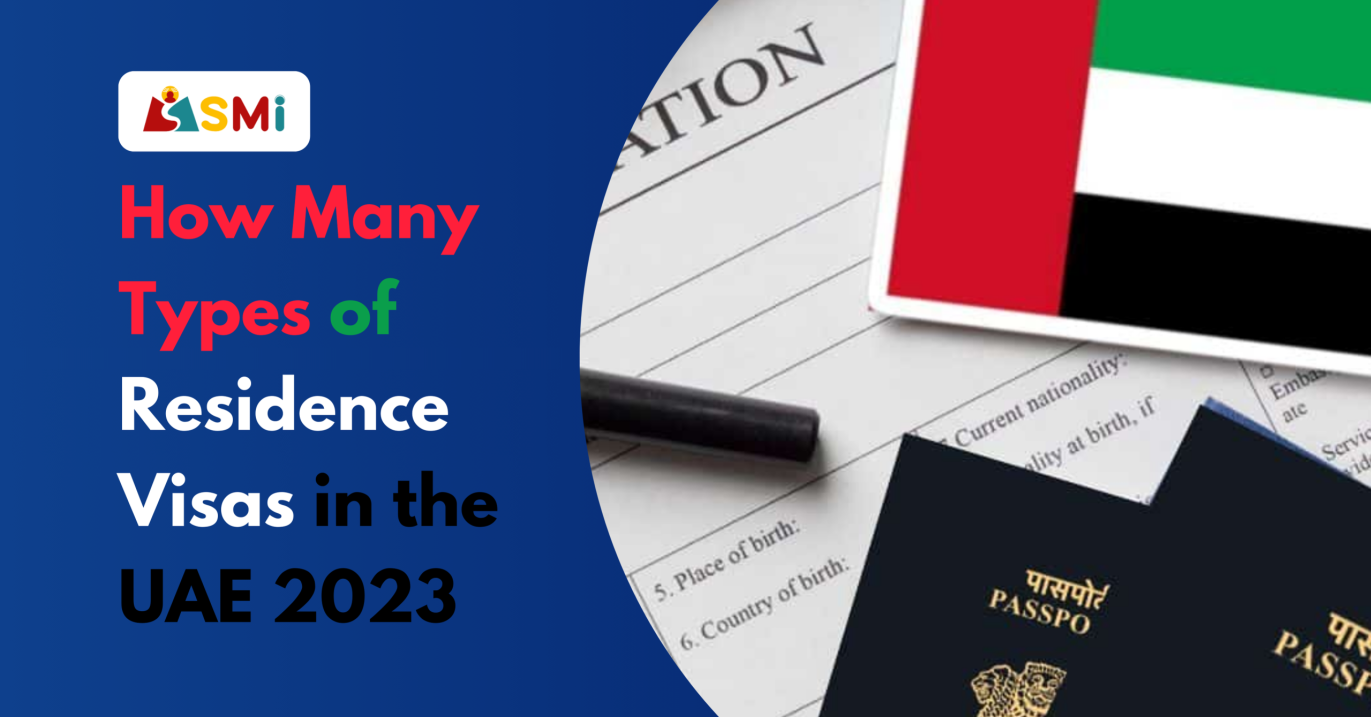 SMi
How Many
Types of
Residence
Visas in the
UAE 2023
ATION
Current nationality:
ality at birth, if
5. Place of birth:
6. Country of birth:
Embas
ate
Servic
पासपोर्ट
PASSPO
पास
PASSP